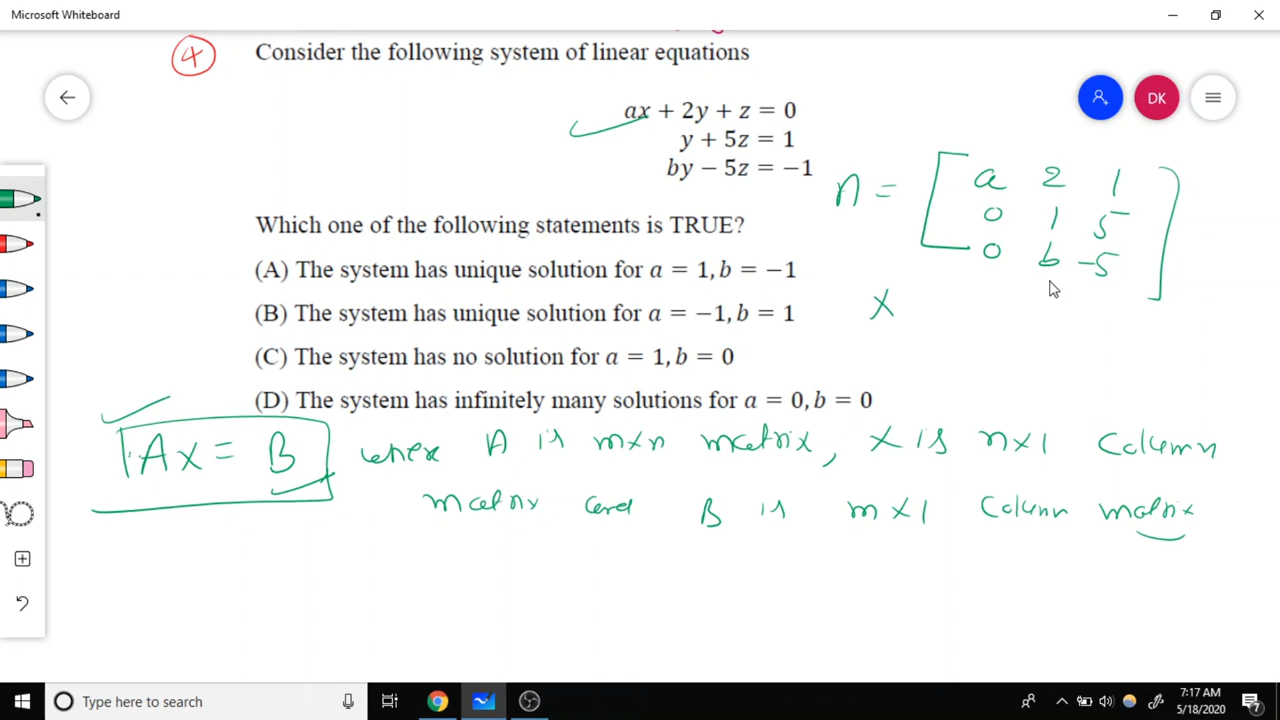 Microsoft Whiteboard
4
Consider the following system of linear equations
ax + 2y + z = 0
y + 5z = 1
by − 5z = −1
DK
A = [ a 2 1
0 1 5
0 b -5 ]
Which one of the following statements is TRUE?
(A) The system has unique solution for a = 1, b = −1
(B) The system has unique solution for a = −1, b = 1
X
(C) The system has no solution for a = 1, b = 0
(D) The system has infinitely many solutions for a = 0, b = 0
AX = B where A is m×n matrix, X is n×1 column
matrix and B is m×1 column matrix
Type here to search
7:17 AM
5/18/2020
7